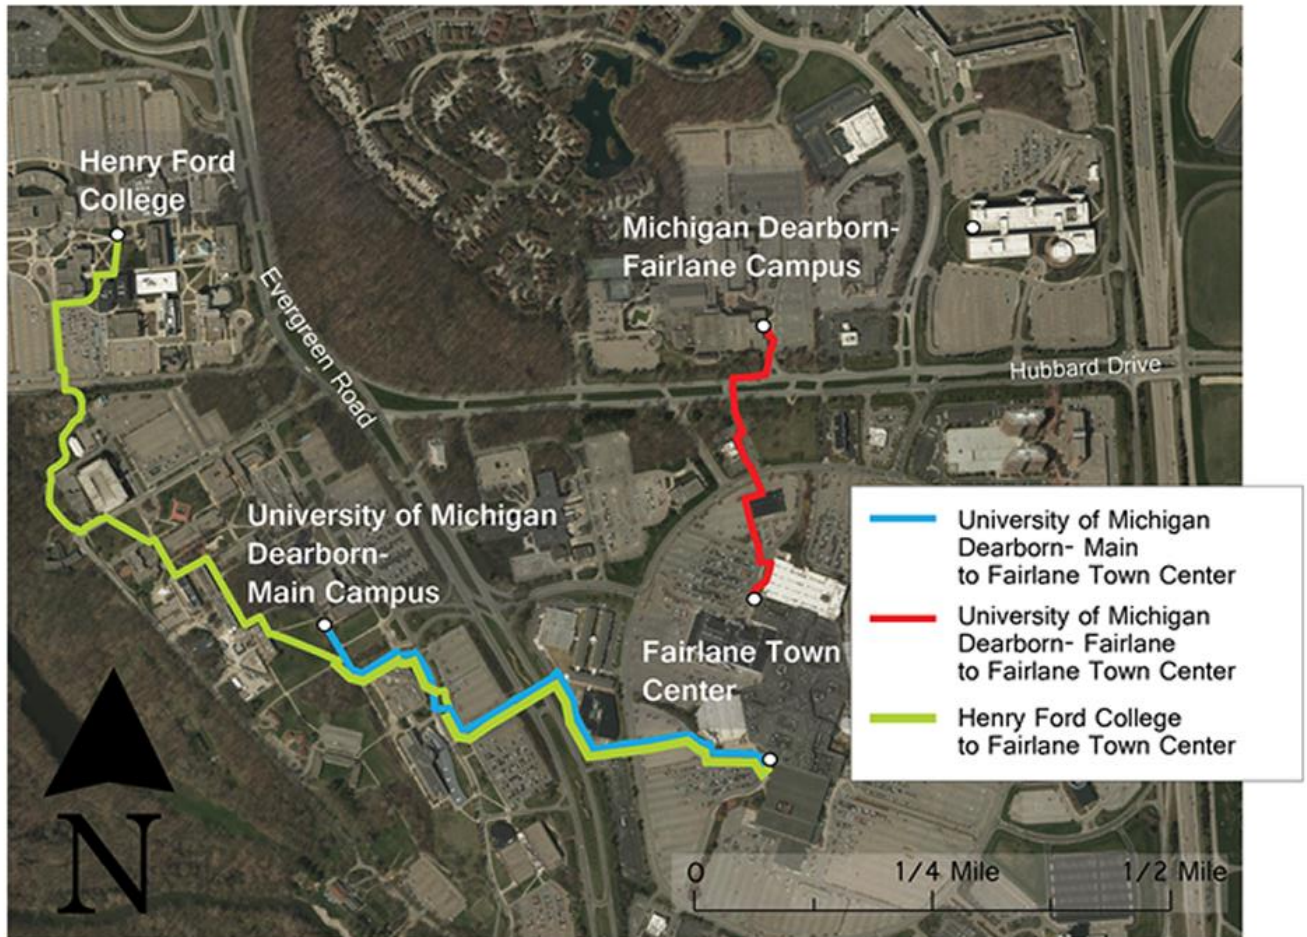 Henry Ford
College
Evergreen Road
Michigan Dearborn-
Fairlane Campus
Hubbard Drive
University of Michigan
Dearborn-
Main Campus
Fairlane Town
Center
University of Michigan
Dearborn- Main
to Fairlane Town Center
University of Michigan
Dearborn- Fairlane
to Fairlane Town Center
Henry Ford College
to Fairlane Town Center
N
0 1/4 Mile 1/2 Mile